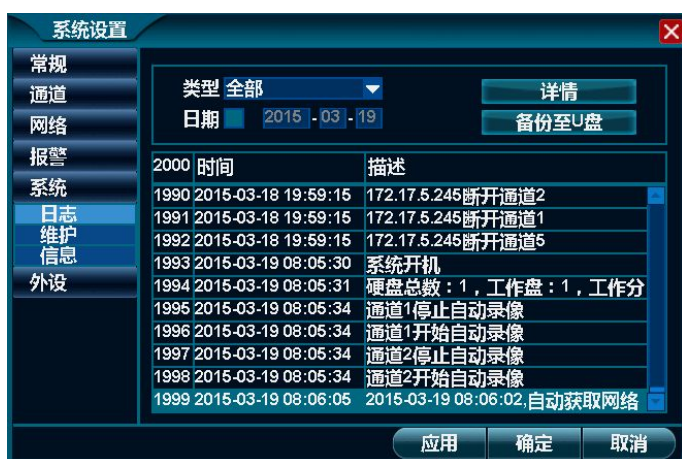 系统设置
常规
通道
网络
报警
系统
日志
维护
信息
外设
类型 全部
详情
日期 2015 - 03 - 19
备份至U盘
2000 时间 描述
1990 2015-03-18 19:59:15 172.17.5.245断开通道2
1991 2015-03-18 19:59:15 172.17.5.245断开通道1
1992 2015-03-18 19:59:15 172.17.5.245断开通道5
1993 2015-03-19 08:05:30 系统开机
1994 2015-03-19 08:05:31 硬盘总数：1，工作盘：1，工作分
1995 2015-03-19 08:05:34 通道1停止自动录像
1996 2015-03-19 08:05:34 通道1开始自动录像
1997 2015-03-19 08:05:34 通道2停止自动录像
1998 2015-03-19 08:05:34 通道2开始自动录像
1999 2015-03-19 08:06:05 2015-03-19 08:06:02,自动获取网络
应用 确定 取消